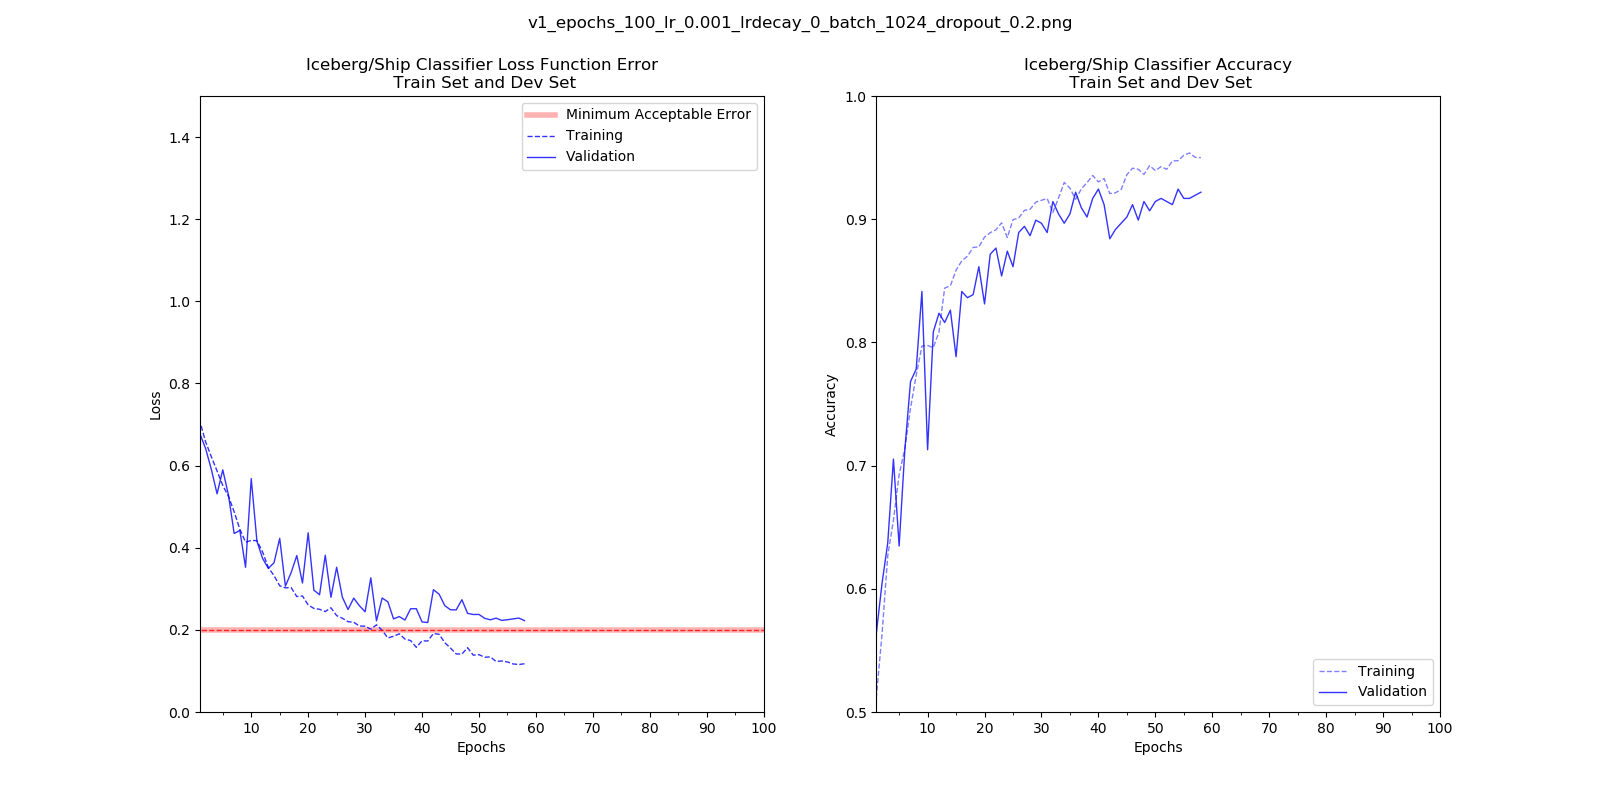 v1_epochs_100_lr_0.001_lrdecay_0_batch_1024_dropout_0.2.png
Iceberg/Ship Classifier Loss Function Error
Train Set and Dev Set
Minimum Acceptable Error
Training
Validation
1.4
1.2
1.0
0.8
0.6
0.4
0.2
0.0
Loss
10 20 30 40 50 60 70 80 90 100
Epochs
Iceberg/Ship Classifier Accuracy
Train Set and Dev Set
1.0
0.9
0.8
0.7
0.6
0.5
Accuracy
Training
Validation
10 20 30 40 50 60 70 80 90 100
Epochs